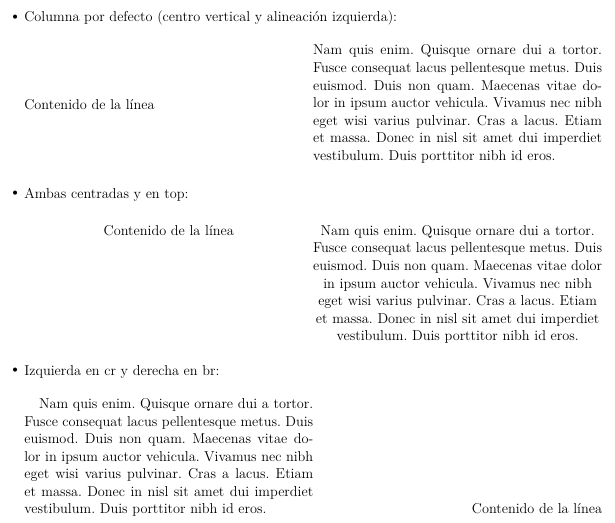 • Columna por defecto (centro vertical y alineación izquierda):
Contenido de la línea
Nam quis enim. Quisque ornare dui a tortor.
Fusce consequat lacus pellentesque metus. Duis
euismod. Duis non quam. Maecenas vitae do-
lor in ipsum auctor vehicula. Vivamus nec nibh
eget wisi varius pulvinar. Cras a lacus. Etiam
et massa. Donec in nisl sit amet dui imperdiet
vestibulum. Duis porttitor nibh id eros.
• Ambas centradas y en top:
Contenido de la línea
Nam quis enim. Quisque ornare dui a tortor.
Fusce consequat lacus pellentesque metus. Duis
euismod. Duis non quam. Maecenas vitae dolor
in ipsum auctor vehicula. Vivamus nec nibh
eget wisi varius pulvinar. Cras a lacus. Etiam
et massa. Donec in nisl sit amet dui imperdiet
vestibulum. Duis porttitor nibh id eros.
• Izquierda en cr y derecha en br:
Nam quis enim. Quisque ornare dui a tortor.
Fusce consequat lacus pellentesque metus. Duis
euismod. Duis non quam. Maecenas vitae do-
lor in ipsum auctor vehicula. Vivamus nec nibh
eget wisi varius pulvinar. Cras a lacus. Etiam
et massa. Donec in nisl sit amet dui imperdiet
vestibulum. Duis porttitor nibh id eros.
Contenido de la línea